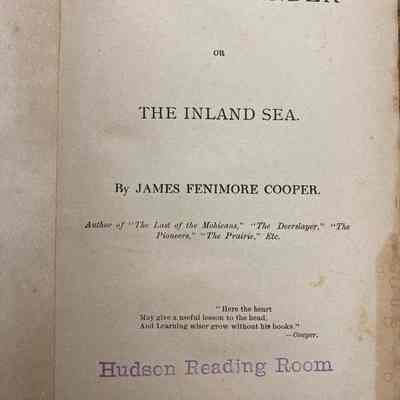 OR
THE INLAND SEA.
By JAMES FENIMORE COOPER.
Author of "The Last of the Mohicans," "The Deerslayer," "The
Pioneers," "The Prairie," Etc.
"Here the heart
May give a useful lesson to the head,
And Learning wiser grow without his books."
—Cooper.
Hudson Reading Room